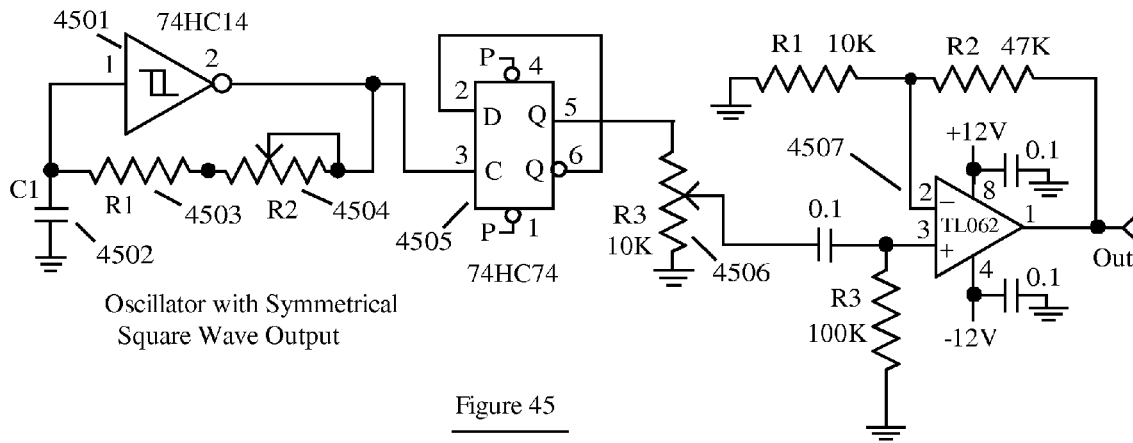 4501
74HC14
1
2
C1
R1
4503
R2
4504
4502
P
4
2
D
Q
5
3
C
Q
6
4505
P
1
74HC74
R3
10K
4506
0.1
R1 10K
R2 47K
4507
+12V
0.1
8
2
−
TL062
1
3
+
4
Out
0.1
-12V
R3
100K
Oscillator with Symmetrical
Square Wave Output
Figure 45